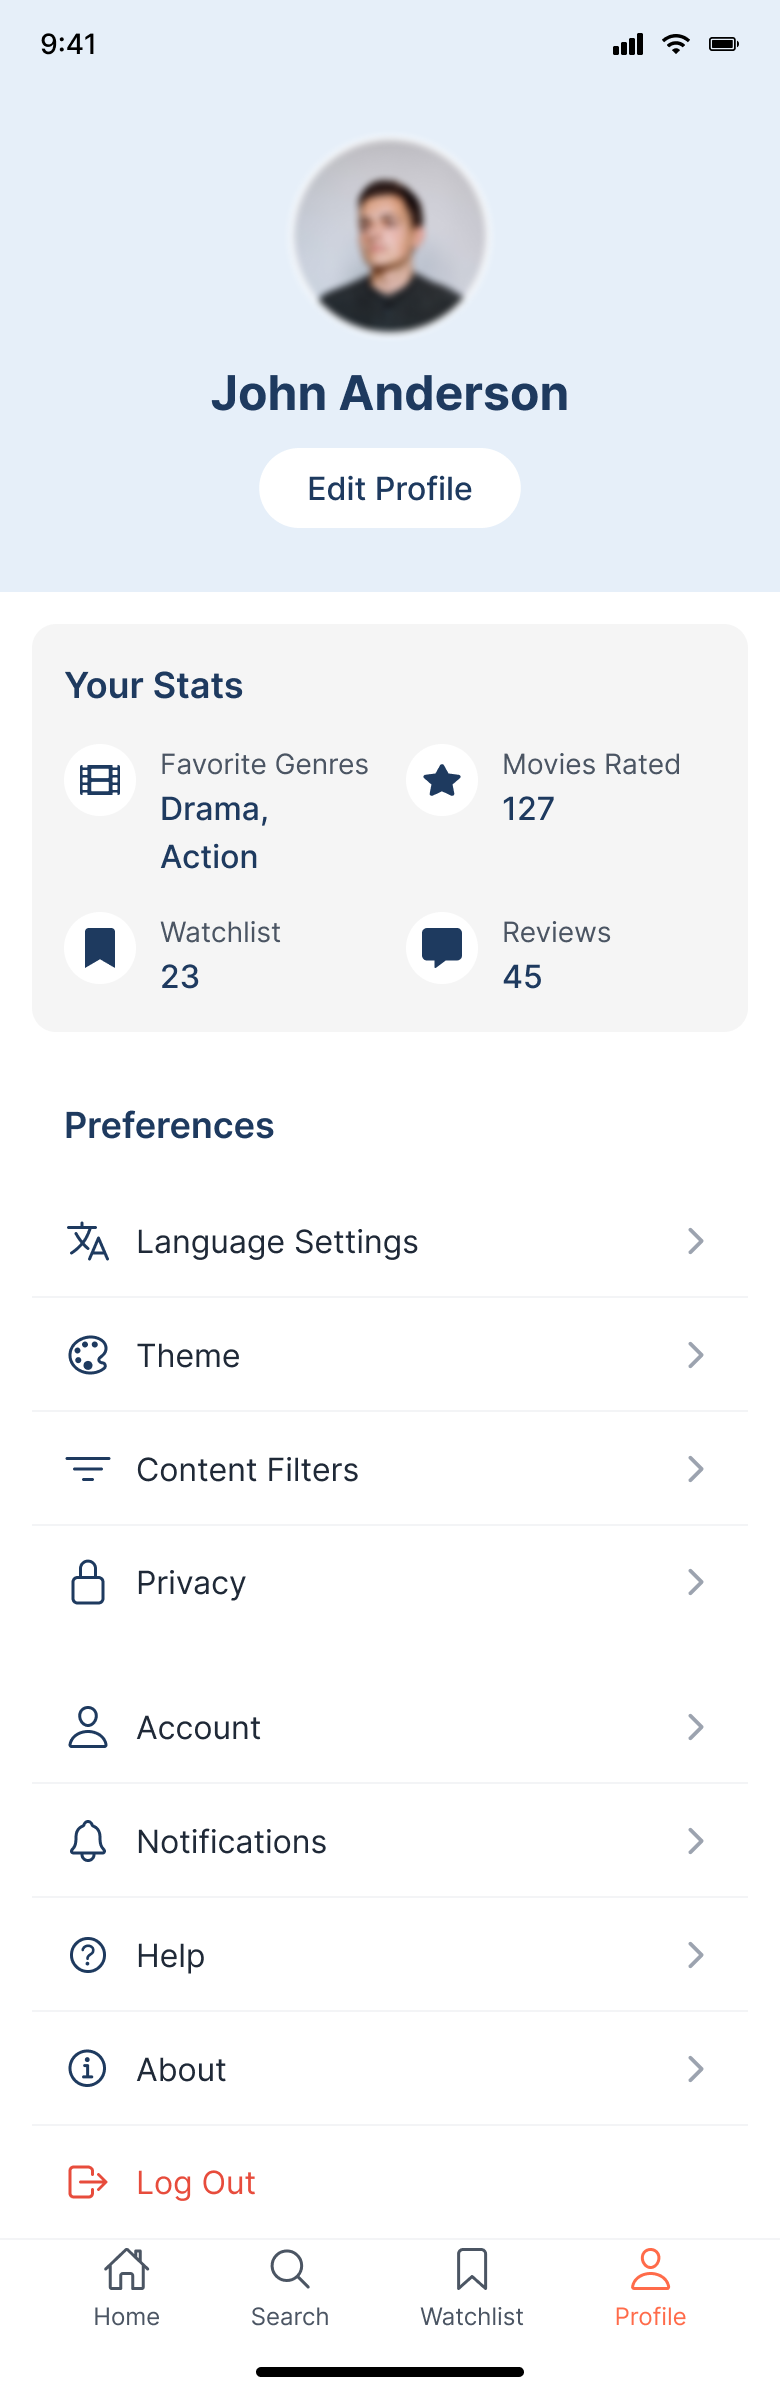 9:41
John Anderson
Edit Profile
Your Stats
Favorite Genres
Drama,
Action
Movies Rated
127
Watchlist
23
Reviews
45
Preferences
Language Settings
Theme
Content Filters
Privacy
Account
Notifications
Help
About
Log Out
Home
Search
Watchlist
Profile